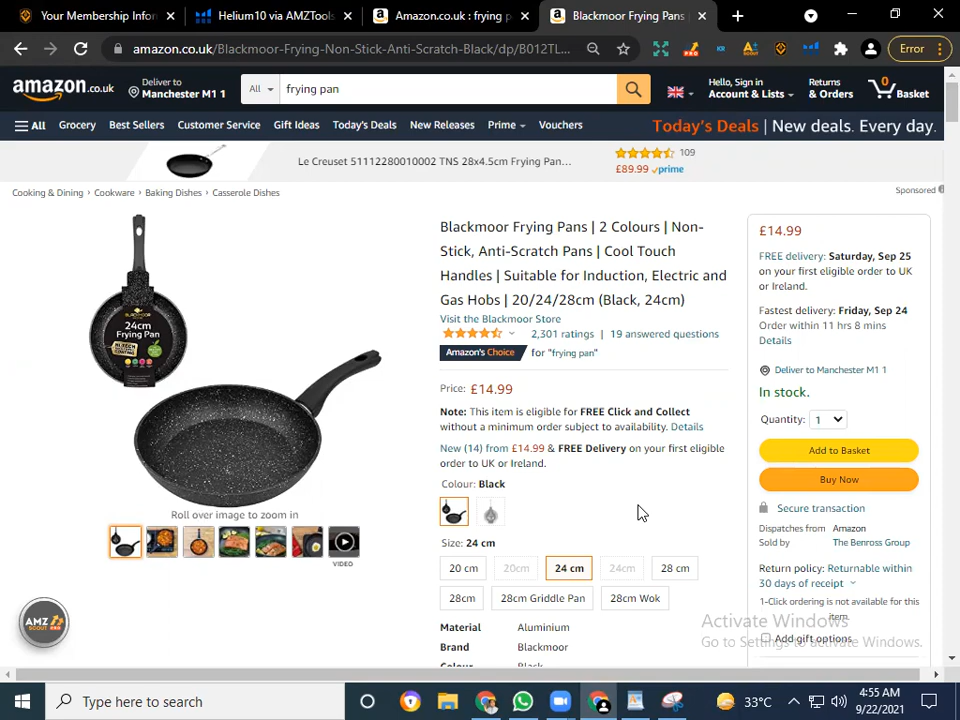 Your Membership Infor
Helium10 via AMZTools
Amazon.co.uk : frying p
Blackmoor Frying Pans |
amazon.co.uk/Blackmoor-Frying-Non-Stick-Anti-Scratch-Black/dp/B012TL...
Error
amazon.co.uk
Deliver to
Manchester M1 1
All
frying pan
Hello, Sign in
Account & Lists
Returns
& Orders
0
Basket
All
Grocery
Best Sellers
Customer Service
Gift Ideas
Today's Deals
New Releases
Prime
Vouchers
Today's Deals | New deals. Every day.
Le Creuset 51112280010002 TNS 28x4.5cm Frying Pan...
109
£89.99 prime
Cooking & Dining › Cookware › Baking Dishes › Casserole Dishes
Sponsored
BLACKMOOR
24cm
Frying Pan
Roll over image to zoom in
VIDEO
AMZ
SCOUT
PRO
Blackmoor Frying Pans | 2 Colours | Non-
Stick, Anti-Scratch Pans | Cool Touch
Handles | Suitable for Induction, Electric and
Gas Hobs | 20/24/28cm (Black, 24cm)
Visit the Blackmoor Store
2,301 ratings | 19 answered questions
Amazon's Choice for "frying pan"
Price: £14.99
Note: This item is eligible for FREE Click and Collect
without a minimum order subject to availability. Details
New (14) from £14.99 & FREE Delivery on your first eligible
order to UK or Ireland.
Colour: Black
Size: 24 cm
20 cm
20cm
24 cm
24cm
28 cm
28cm
28cm Griddle Pan
28cm Wok
Material Aluminium
Brand Blackmoor
Colour Black
£14.99
FREE delivery: Saturday, Sep 25
on your first eligible order to UK
or Ireland.
Fastest delivery: Friday, Sep 24
Order within 11 hrs 8 mins
Details
Deliver to Manchester M1 1
In stock.
Quantity: 1
Add to Basket
Buy Now
Secure transaction
Dispatches from Amazon
Sold by The Benross Group
Return policy: Returnable within
30 days of receipt
1-Click ordering is not available for this
item.
Add gift options
Activate Windows
Go to Settings to activate Windows.
Type here to search
33°C
4:55 AM
9/22/2021